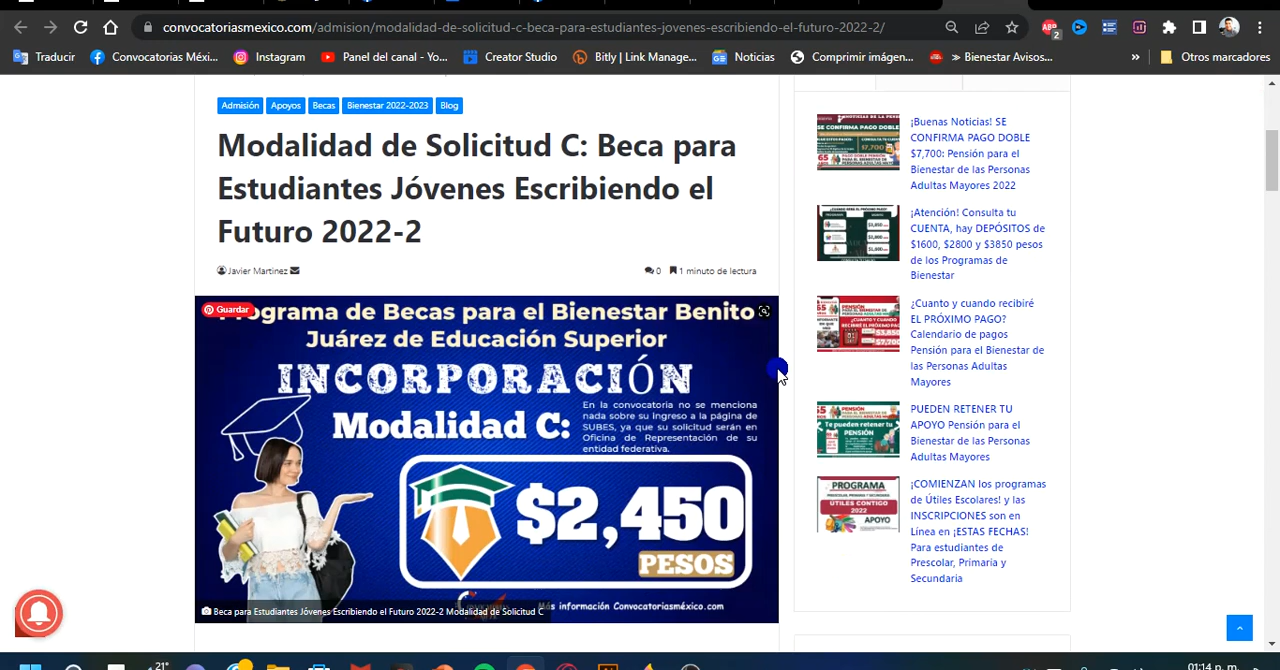 convocatoriasmexico.com/admision/modalidad-de-solicitud-c-beca-para-estudiantes-jovenes-escribiendo-el-futuro-2022-2/
ABP
2
Traducir
Convocatorias Méxi...
Instagram
Panel del canal - Yo...
Creator Studio
Bitly | Link Manage...
Noticias
Comprimir imágen...
» Bienestar Avisos...
»
Otros marcadores
Admisión
Apoyos
Becas
Bienestar 2022-2023
Blog
Modalidad de Solicitud C: Beca para
Estudiantes Jóvenes Escribiendo el
Futuro 2022-2
Javier Martinez
0
1 minuto de lectura
Guardar
Programa de Becas para el Bienestar Benito
Juárez de Educación Superior
INCORPORACIÓN
Modalidad C:
En la convocatoria no se menciona
nada sobre su ingreso a la página de
SUBES, ya que su solicitud serán en
Oficina de Representación de su
entidad federativa.
$2,450
PESOS
Más información Convocatoriasméxico.com
Beca para Estudiantes Jóvenes Escribiendo el Futuro 2022-2 Modalidad de Solicitud C
¡Buenas Noticias! SE
CONFIRMA PAGO DOBLE
$7,700: Pensión para el
Bienestar de las Personas
Adultas Mayores 2022
¡Atención! Consulta tu
CUENTA, hay DEPÓSITOS de
$1600, $2800 y $3850 pesos
de los Programas de
Bienestar
¿Cuanto y cuando recibiré
EL PRÓXIMO PAGO?
Calendario de pagos
Pensión para el Bienestar de
las Personas Adultas
Mayores
PUEDEN RETENER TU
APOYO Pensión para el
Bienestar de las Personas
Adultas Mayores
¡COMIENZAN los programas
de Útiles Escolares! y las
INSCRIPCIONES son en
Línea en ¡ESTAS FECHAS!
Para estudiantes de
Prescolar, Primaria y
Secundaria
21°
01:14 p. m.